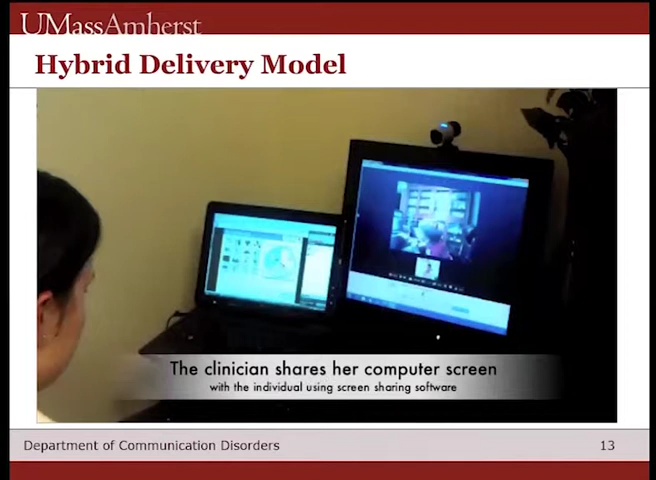 UMassAmherst
Hybrid Delivery Model
The clinician shares her computer screen
with the individual using screen sharing software
Department of Communication Disorders
13